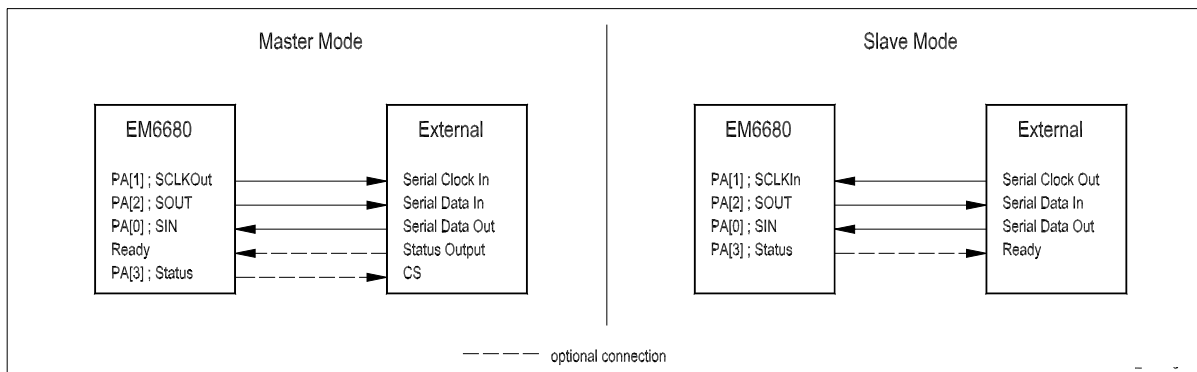 Master Mode
Slave Mode
EM6680
External
PA[1] ; SCLKOut
Serial Clock In
PA[2] ; SOUT
Serial Data In
PA[0] ; SIN
Serial Data Out
Ready
Status Output
PA[3] ; Status
CS
EM6680
External
PA[1] ; SCLKIn
Serial Clock Out
PA[2] ; SOUT
Serial Data In
PA[0] ; SIN
Serial Data Out
PA[3] ; Status
Ready
optional connection